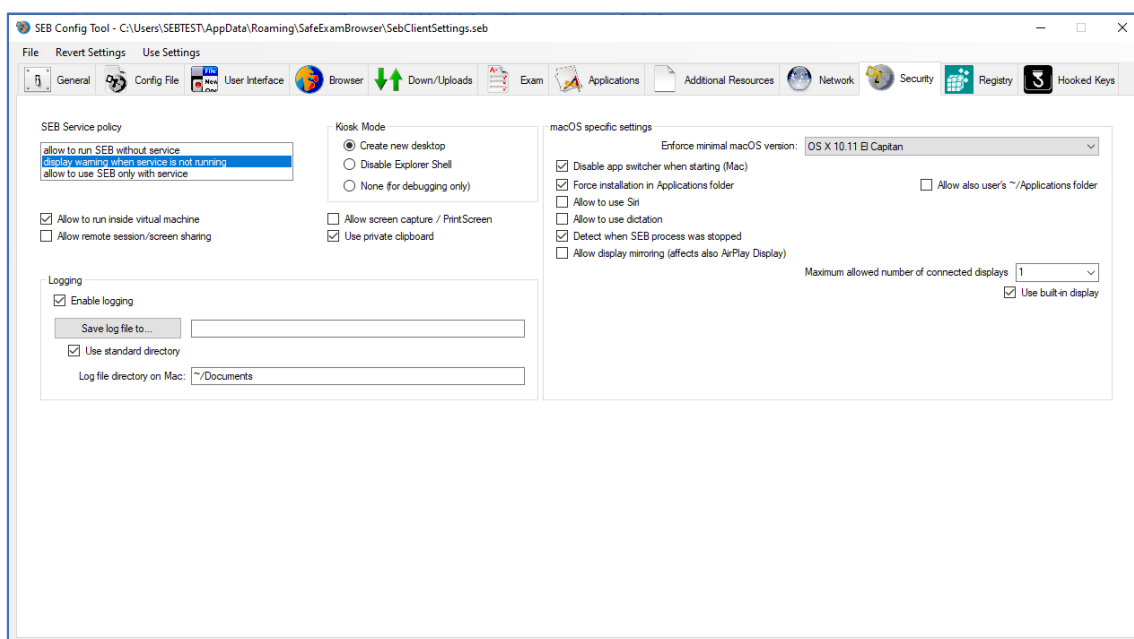 SEB Config Tool - C:\Users\SEBTEST\AppData\Roaming\SafeExamBrowser\SebClientSettings.seb
File Revert Settings Use Settings
General Config File User Interface Browser Down/Uploads Exam Applications Additional Resources Network Security Registry Hooked Keys
SEB Service policy
allow to run SEB without service
display warning when service is not running
allow to use SEB only with service
Allow to run inside virtual machine
Allow remote session/screen sharing
Kiosk Mode
Create new desktop
Disable Explorer Shell
None (for debugging only)
Allow screen capture / PrintScreen
Use private clipboard
Logging
Enable logging
Save log file to...
Use standard directory
Log file directory on Mac: ~/Documents
macOS specific settings
Enforce minimal macOS version: OS X 10.11 El Capitan
Disable app switcher when starting (Mac)
Force installation in Applications folder Allow also user's ~/Applications folder
Allow to use Siri
Allow to use dictation
Detect when SEB process was stopped
Allow display mirroring (affects also AirPlay Display)
Maximum allowed number of connected displays 1
Use built-in display